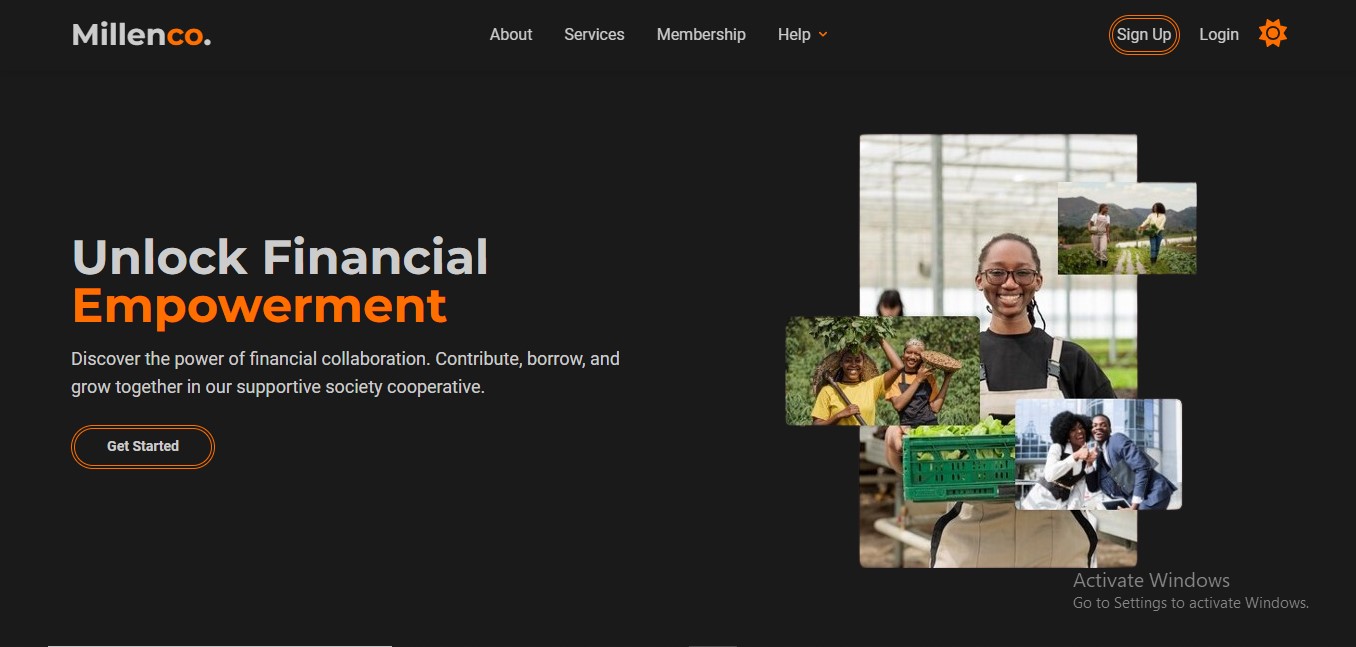 Millenco.
About
Services
Membership
Help
Sign Up
Login
Unlock Financial
Empowerment
Discover the power of financial collaboration. Contribute, borrow, and
grow together in our supportive society cooperative.
Get Started
Activate Windows
Go to Settings to activate Windows.